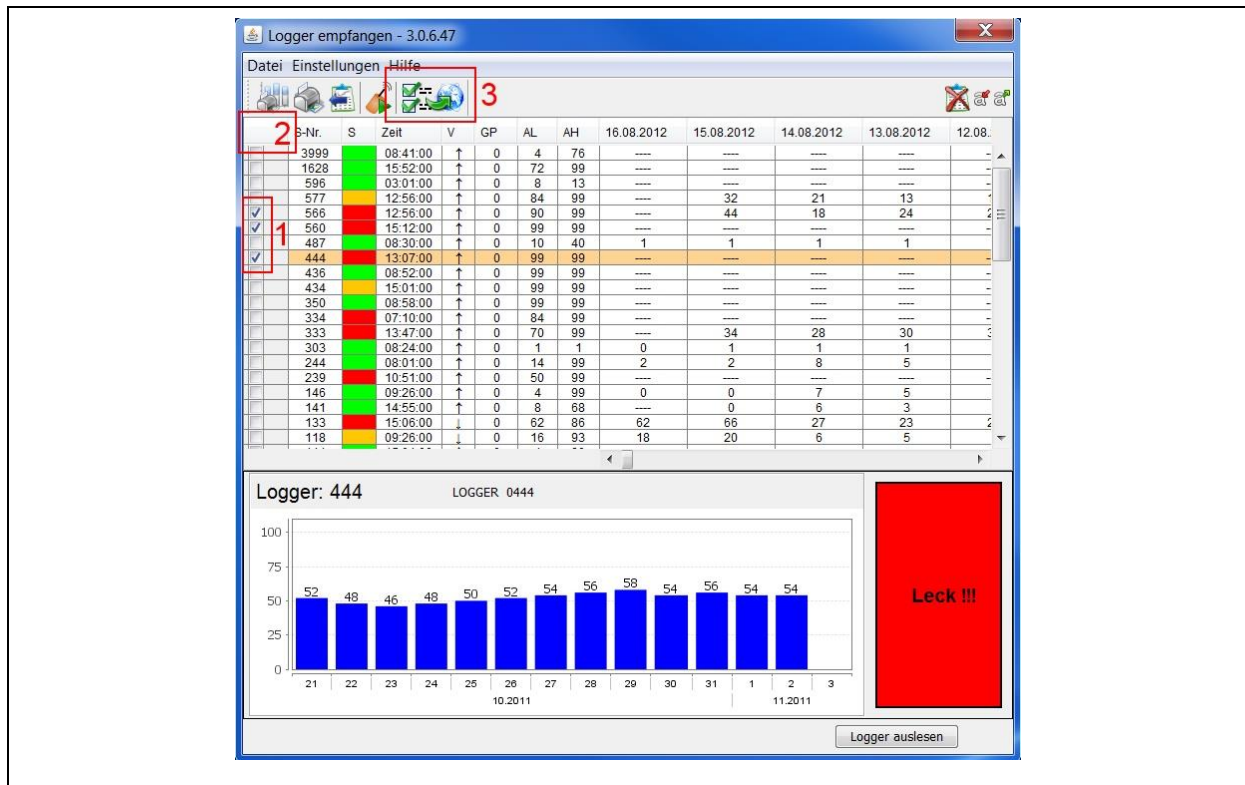 Logger empfangen - 3.0.6.47
Datei Einstellungen Hilfe
3
2
S-Nr. S Zeit V GP AL AH 16.08.2012 15.08.2012 14.08.2012 13.08.2012 12.08..
3999 08:41:00 ↑ 0 4 76 ---- ---- ---- ----
1628 15:52:00 ↑ 0 72 99 ---- ---- ---- ----
596 03:01:00 ↑ 0 8 13 ---- ---- ---- ----
577 12:56:00 ↑ 0 84 99 ---- 32 21 13
566 12:56:00 ↑ 0 90 99 ---- 44 18 24
1
560 15:12:00 ↑ 0 99 99 ---- ---- ---- ----
487 08:30:00 ↑ 0 10 40 1 1 1 1
444 13:07:00 ↑ 0 99 99 ---- ---- ---- ----
436 08:52:00 ↑ 0 99 99 ---- ---- ---- ----
434 15:01:00 ↑ 0 99 99 ---- ---- ---- ----
350 08:58:00 ↑ 0 99 99 ---- ---- ---- ----
334 07:10:00 ↑ 0 84 99 ---- ---- ---- ----
333 13:47:00 ↑ 0 70 99 ---- 34 28 30
303 08:24:00 ↑ 0 1 1 0 1 1 1
244 08:01:00 ↑ 0 14 99 2 2 8 5
239 10:51:00 ↑ 0 50 99 ---- ---- ---- ----
146 09:26:00 ↑ 0 4 99 0 0 7 5
141 14:55:00 ↑ 0 8 68 ---- 0 6 3
133 15:06:00 ↓ 0 62 86 62 66 27 23
118 09:26:00 ↓ 0 16 93 18 20 6 5
Logger: 444 LOGGER 0444
100
75
50
25
0
52 48 46 48 50 52 54 56 58 54 56 54 54
21 22 23 24 25 26 27 28 29 30 31 1 2 3
10.2011 11.2011
Leck !!!
Logger auslesen